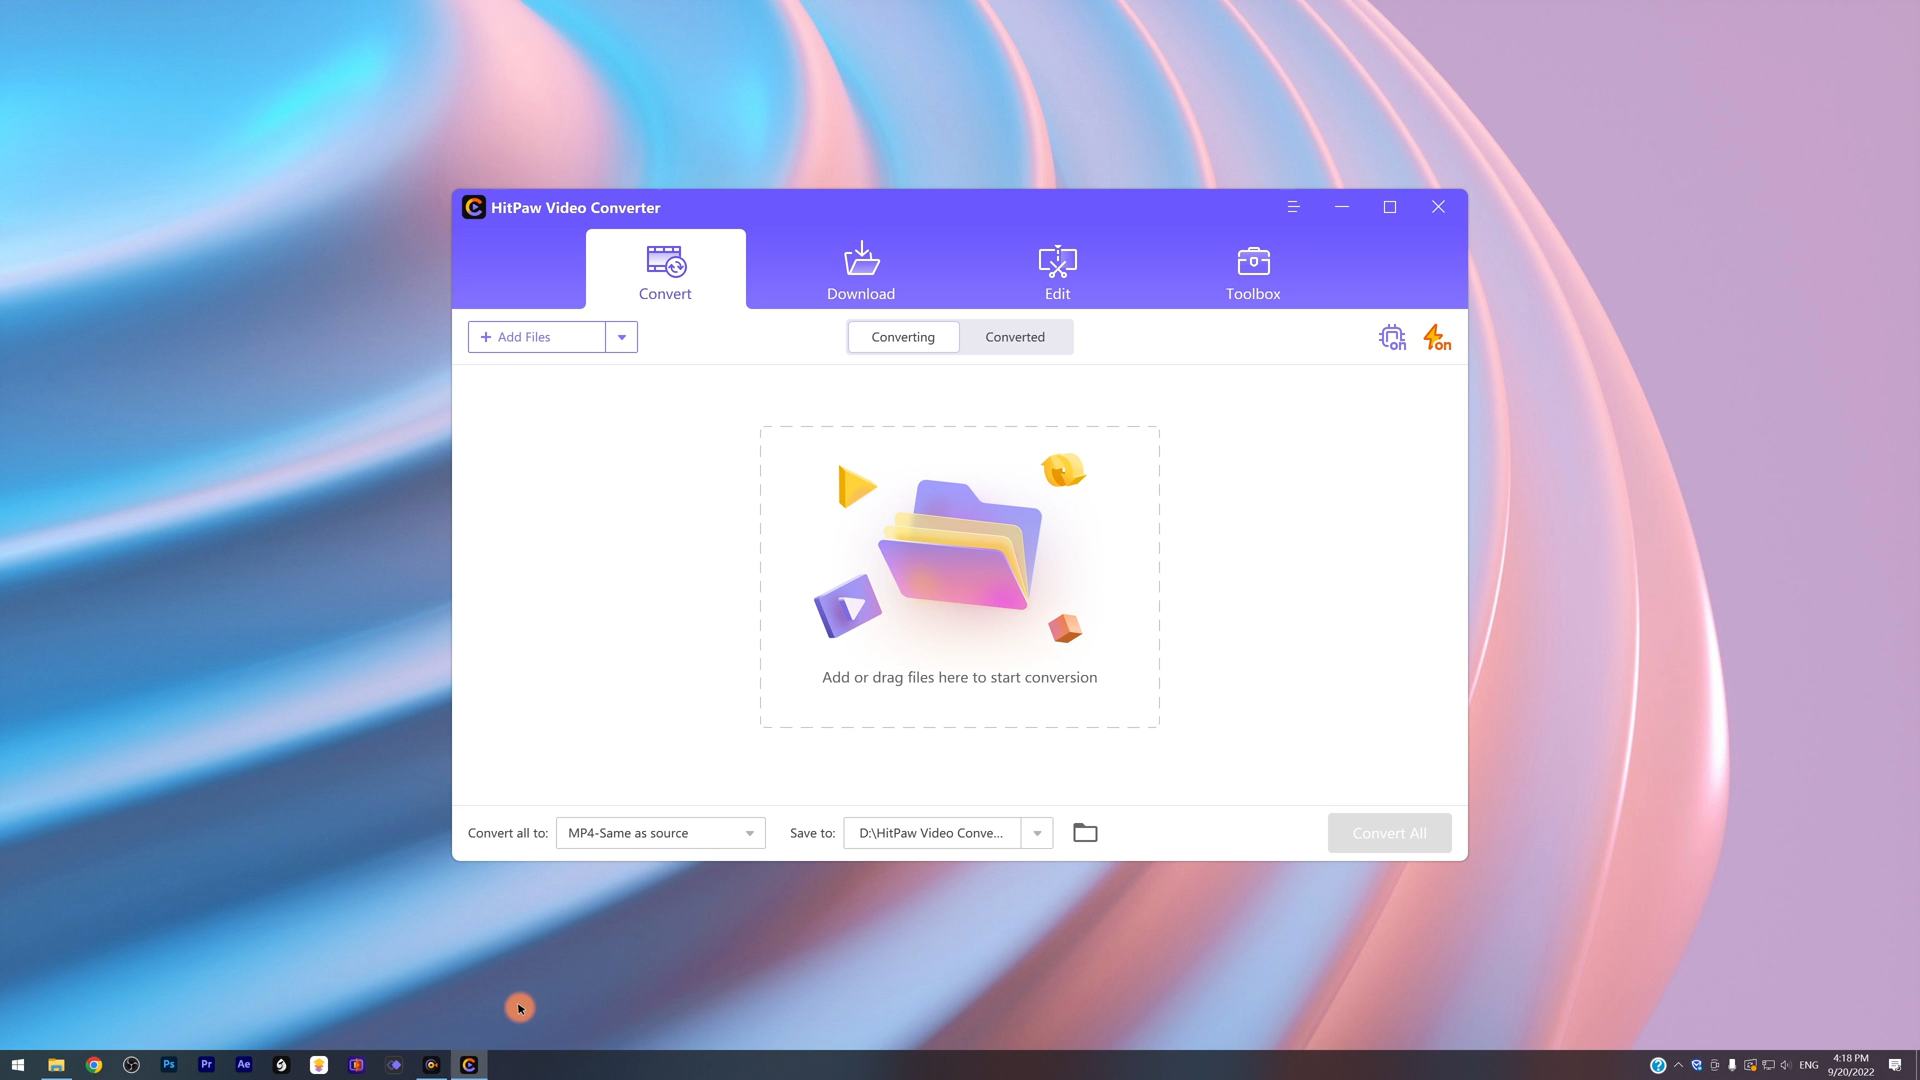 HitPaw Video Converter
Convert
Download
Edit
Toolbox
+ Add Files
Converting
Converted
on
on
Add or drag files here to start conversion
Convert all to:
MP4-Same as source
Save to:
D:\HitPaw Video Conve...
Convert All
Ps
Pr
Ae
ENG
4:18 PM
9/20/2022